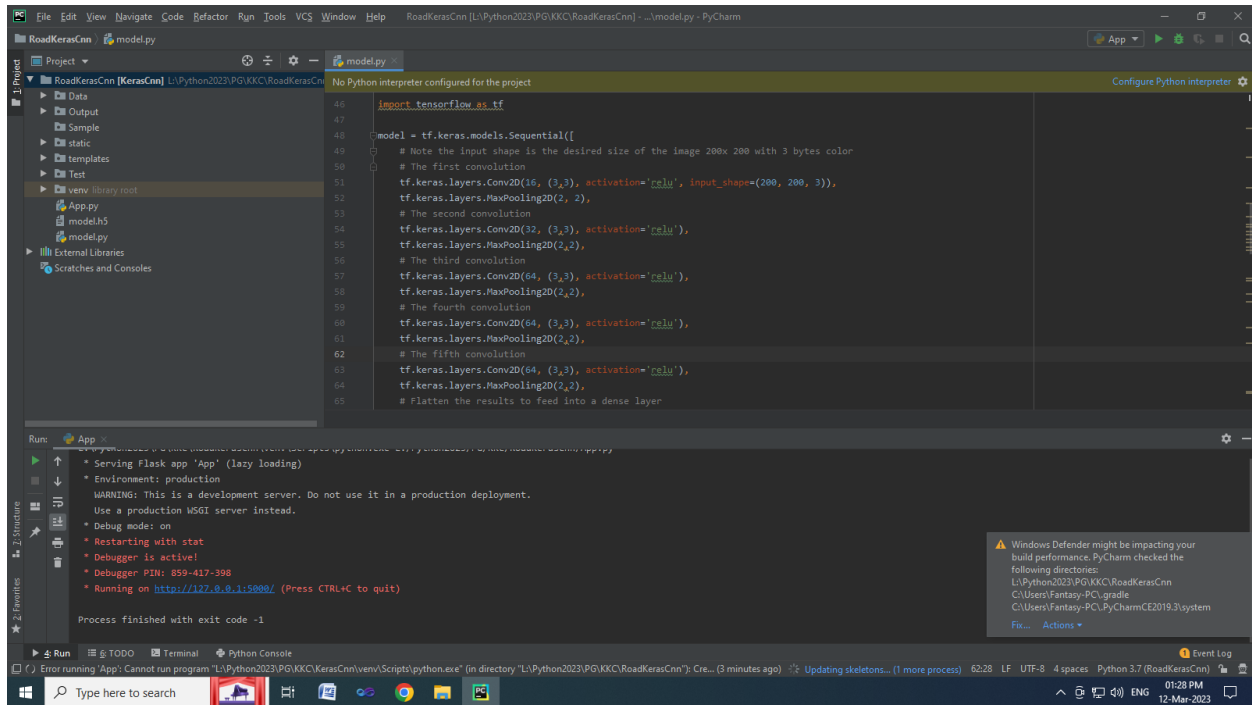 File Edit View Navigate Code Refactor Run Tools VCS Window Help RoadKerasCnn [L:\Python2023\PG\KKC\RoadKerasCnn] - ...\model.py - PyCharm
RoadKerasCnn model.py
App
1: Project
Project
model.py
RoadKerasCnn [KerasCnn] L:\Python2023\PG\KKC\RoadKerasCnn
Data
Output
Sample
static
templates
Test
venv library root
App.py
model.h5
model.py
External Libraries
Scratches and Consoles
No Python interpreter configured for the project Configure Python interpreter
46 import tensorflow as tf
47
48 model = tf.keras.models.Sequential([
49 # Note the input shape is the desired size of the image 200x 200 with 3 bytes color
50 # The first convolution
51 tf.keras.layers.Conv2D(16, (3,3), activation='relu', input_shape=(200, 200, 3)),
52 tf.keras.layers.MaxPooling2D(2, 2),
53 # The second convolution
54 tf.keras.layers.Conv2D(32, (3,3), activation='relu'),
55 tf.keras.layers.MaxPooling2D(2,2),
56 # The third convolution
57 tf.keras.layers.Conv2D(64, (3,3), activation='relu'),
58 tf.keras.layers.MaxPooling2D(2,2),
59 # The fourth convolution
60 tf.keras.layers.Conv2D(64, (3,3), activation='relu'),
61 tf.keras.layers.MaxPooling2D(2,2),
62 # The fifth convolution
63 tf.keras.layers.Conv2D(64, (3,3), activation='relu'),
64 tf.keras.layers.MaxPooling2D(2,2),
65 # Flatten the results to feed into a dense layer
Run: App
* Serving Flask app 'App' (lazy loading)
* Environment: production
WARNING: This is a development server. Do not use it in a production deployment.
Use a production WSGI server instead.
* Debug mode: on
* Restarting with stat
* Debugger is active!
* Debugger PIN: 859-417-398
* Running on http://127.0.0.1:5000/ (Press CTRL+C to quit)
Process finished with exit code -1
Z: Structure
2: Favorites
Windows Defender might be impacting your
build performance. PyCharm checked the
following directories:
L:\Python2023\PG\KKC\RoadKerasCnn
C:\Users\Fantasy-PC\.gradle
C:\Users\Fantasy-PC\.PyCharmCE2019.3\system
Fix... Actions
4: Run 6: TODO Terminal Python Console Event Log
Error running 'App': Cannot run program "L:\Python2023\PG\KKC\KerasCnn\venv\Scripts\python.exe" (in directory "L:\Python2023\PG\KKC\RoadKerasCnn"): Cre... (3 minutes ago) Updating skeletons... (1 more process) 62:28 LF UTF-8 4 spaces Python 3.7 (RoadKerasCnn)
Type here to search
ENG 01:28 PM
12-Mar-2023